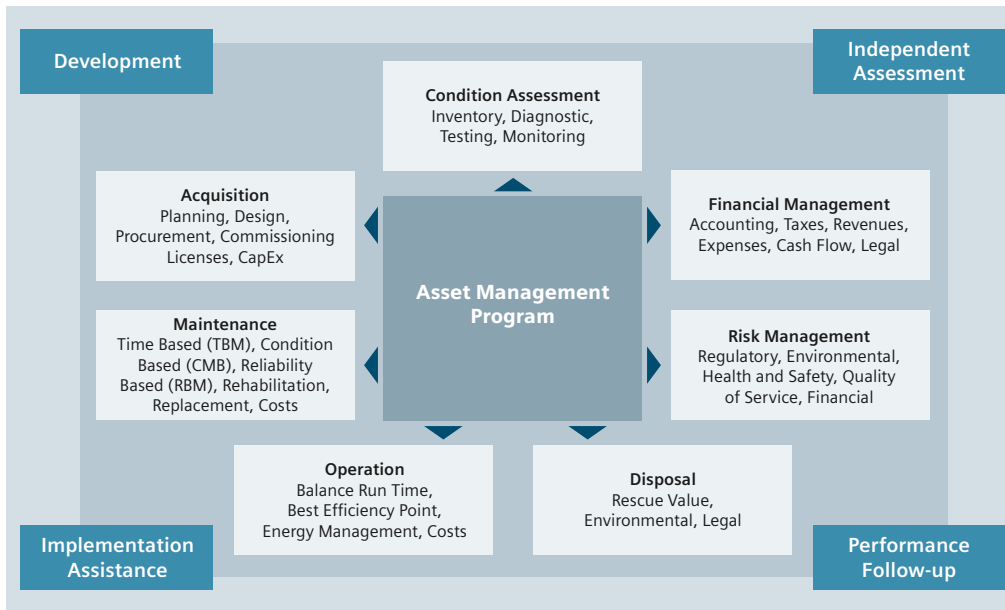 Development
Independent
Assessment
Condition Assessment
Inventory, Diagnostic,
Testing, Monitoring
Acquisition
Planning, Design,
Procurement, Commissioning
Licenses, CapEx
Financial Management
Accounting, Taxes, Revenues,
Expenses, Cash Flow, Legal
Asset Management
Program
Maintenance
Time Based (TBM), Condition
Based (CMB), Reliability
Based (RBM), Rehabilitation,
Replacement, Costs
Risk Management
Regulatory, Environmental,
Health and Safety, Quality
of Service, Financial
Operation
Balance Run Time,
Best Efficiency Point,
Energy Management, Costs
Disposal
Rescue Value,
Environmental, Legal
Implementation
Assistance
Performance
Follow-up